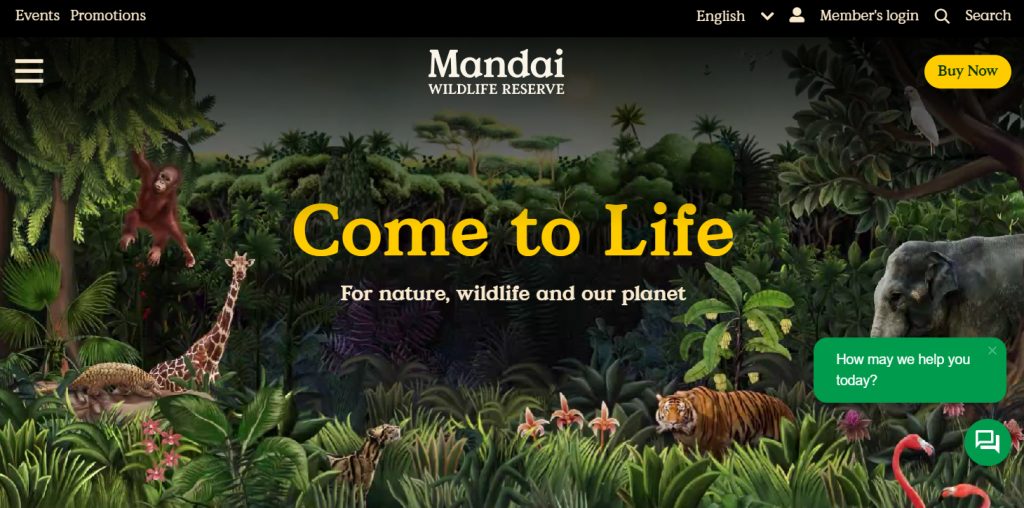 Events Promotions English Member's login Search
Mandai
WILDLIFE RESERVE
Buy Now
Come to Life
For nature, wildlife and our planet
How may we help you
today?